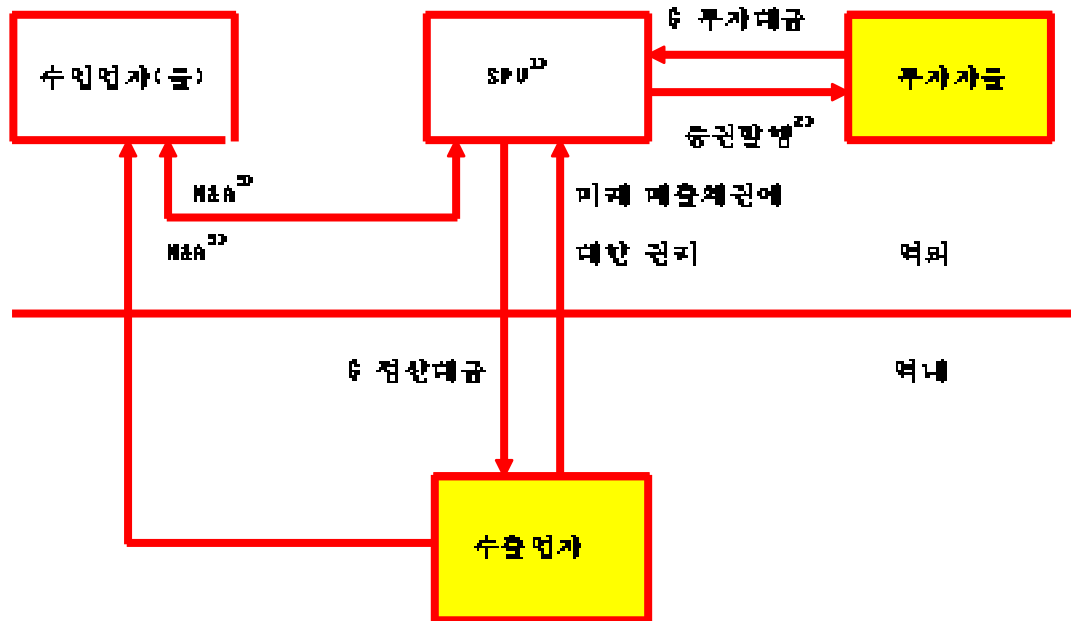 $ 투자대금
수입업자(들)
SPV1)
투자자들
증권발행2)
N&A3)
미래 매출채권에
N&A3)
대한 권리
역외
$ 정산대금
역내
수출업자